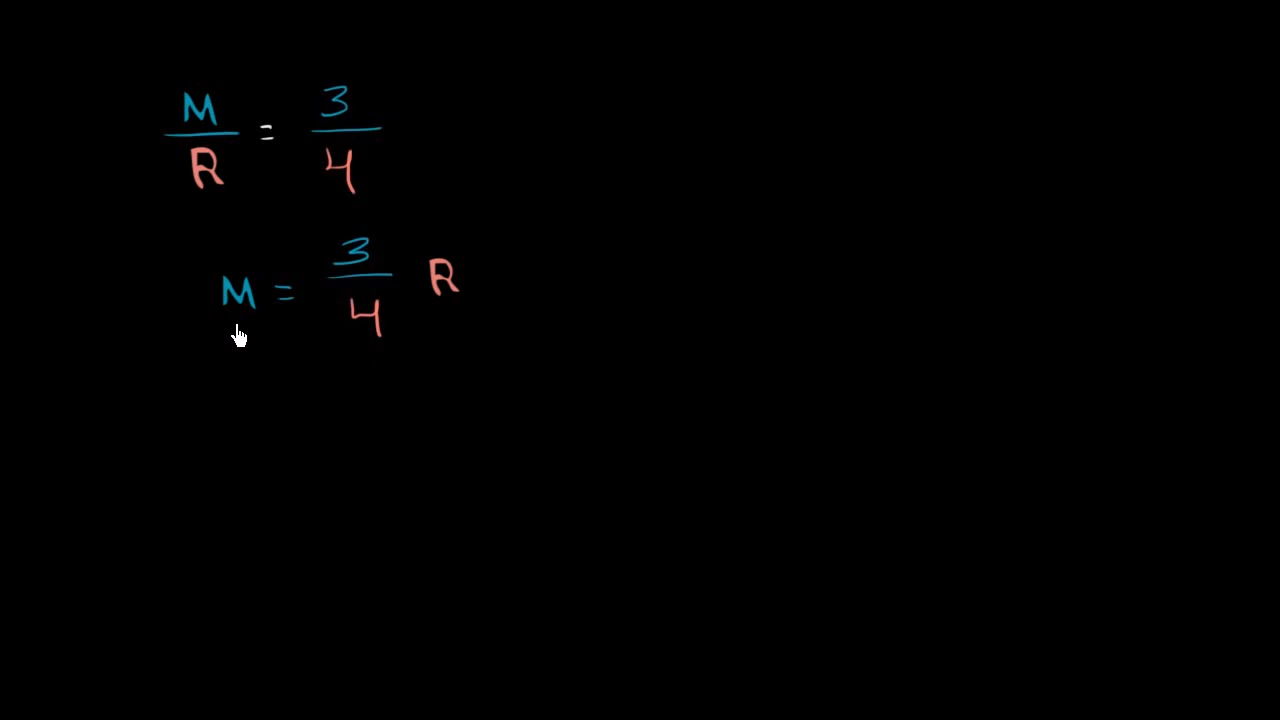 M/R = 3/4
M = 3/4 R